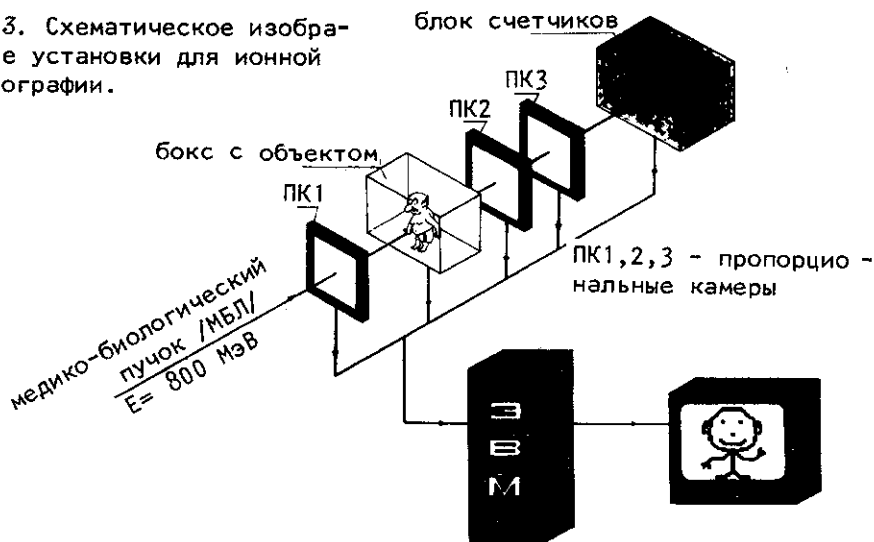 3. Схематическое изобра-
е установки для ионной
ографии.
блок счетчиков
ПК3
ПК2
бокс с объектом
ПК1
ПК1,2,3 - пропорцио-
нальные камеры
медико-биологический
пучок /МБЛ/
E= 800 МэВ
Э
В
М